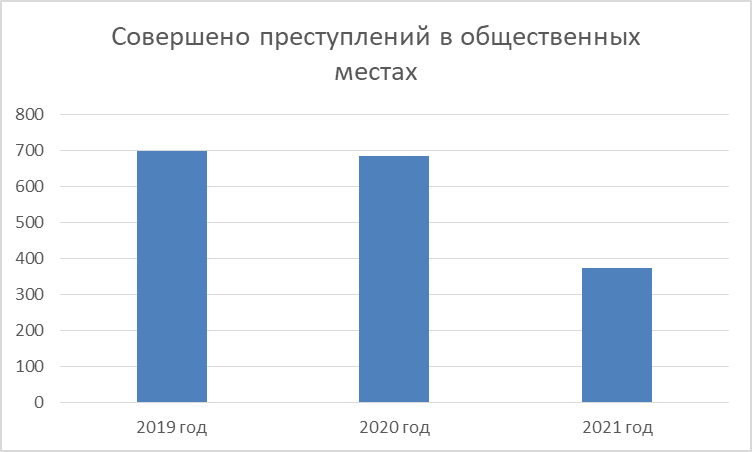 Совершено преступлений в общественных
местах
800
700
600
500
400
300
200
100
0
2019 год
2020 год
2021 год